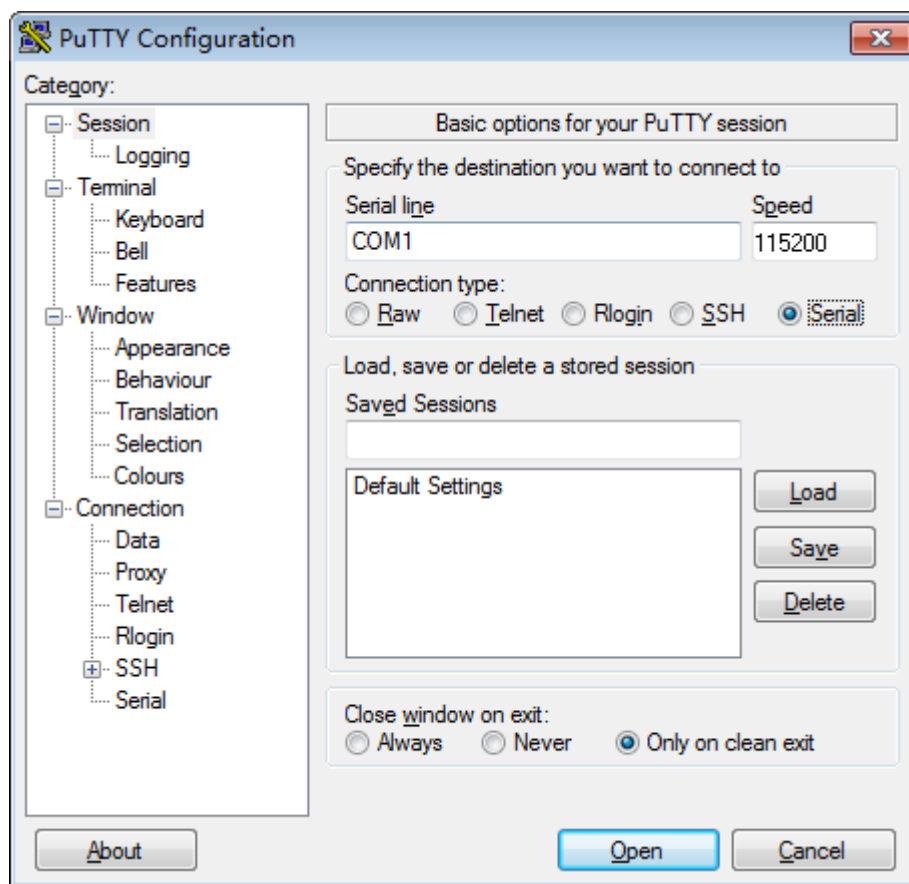 PuTTY Configuration
Category:
Session
Logging
Terminal
Keyboard
Bell
Features
Window
Appearance
Behaviour
Translation
Selection
Colours
Connection
Data
Proxy
Telnet
Rlogin
SSH
Serial
Basic options for your PuTTY session
Specify the destination you want to connect to
Serial line Speed
COM1 115200
Connection type:
Raw Telnet Rlogin SSH Serial
Load, save or delete a stored session
Saved Sessions
Default Settings
Load
Save
Delete
Close window on exit:
Always Never Only on clean exit
About Open Cancel